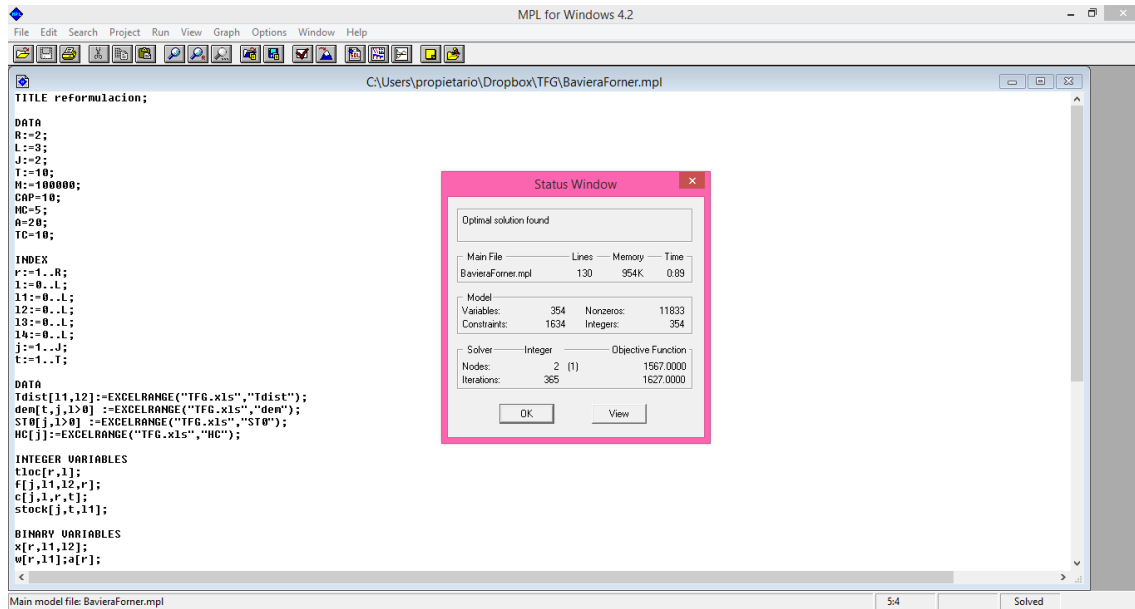 MPL for Windows 4.2
File Edit Search Project Run View Graph Options Window Help
C:\Users\propietario\Dropbox\TFG\BavieraForner.mpl
TITLE reformulacion;
DATA
R:=2;
L:=3;
J:=2;
T:=10;
M:=100000;
CAP=10;
MC=5;
A=20;
TC=10;
INDEX
r:=1..R;
l:=0..L;
l1:=0..L;
l2:=0..L;
l3:=0..L;
l4:=0..L;
j:=1..J;
t:=1..T;
DATA
Tdist[l1,l2]:=EXCELRANGE("TFG.xls","Tdist");
dem[t,j,l>0] :=EXCELRANGE("TFG.xls","dem");
ST0[j,l>0] :=EXCELRANGE("TFG.xls","ST0");
HC[j]:=EXCELRANGE("TFG.xls","HC");
INTEGER VARIABLES
tloc[r,l];
f[j,l1,l2,r];
c[j,l,r,t];
stock[j,t,l1];
BINARY VARIABLES
x[r,l1,l2];
w[r,l1];a[r];
Status Window
Optimal solution found
Main File Lines Memory Time
BavieraForner.mpl 130 954K 0:89
Model
Variables: 354 Nonzeros: 11833
Constraints: 1634 Integers: 354
Solver Integer Objective Function
Nodes: 2 (1) 1567.0000
Iterations: 365 1627.0000
OK View
Main model file: BavieraForner.mpl 5:4 Solved